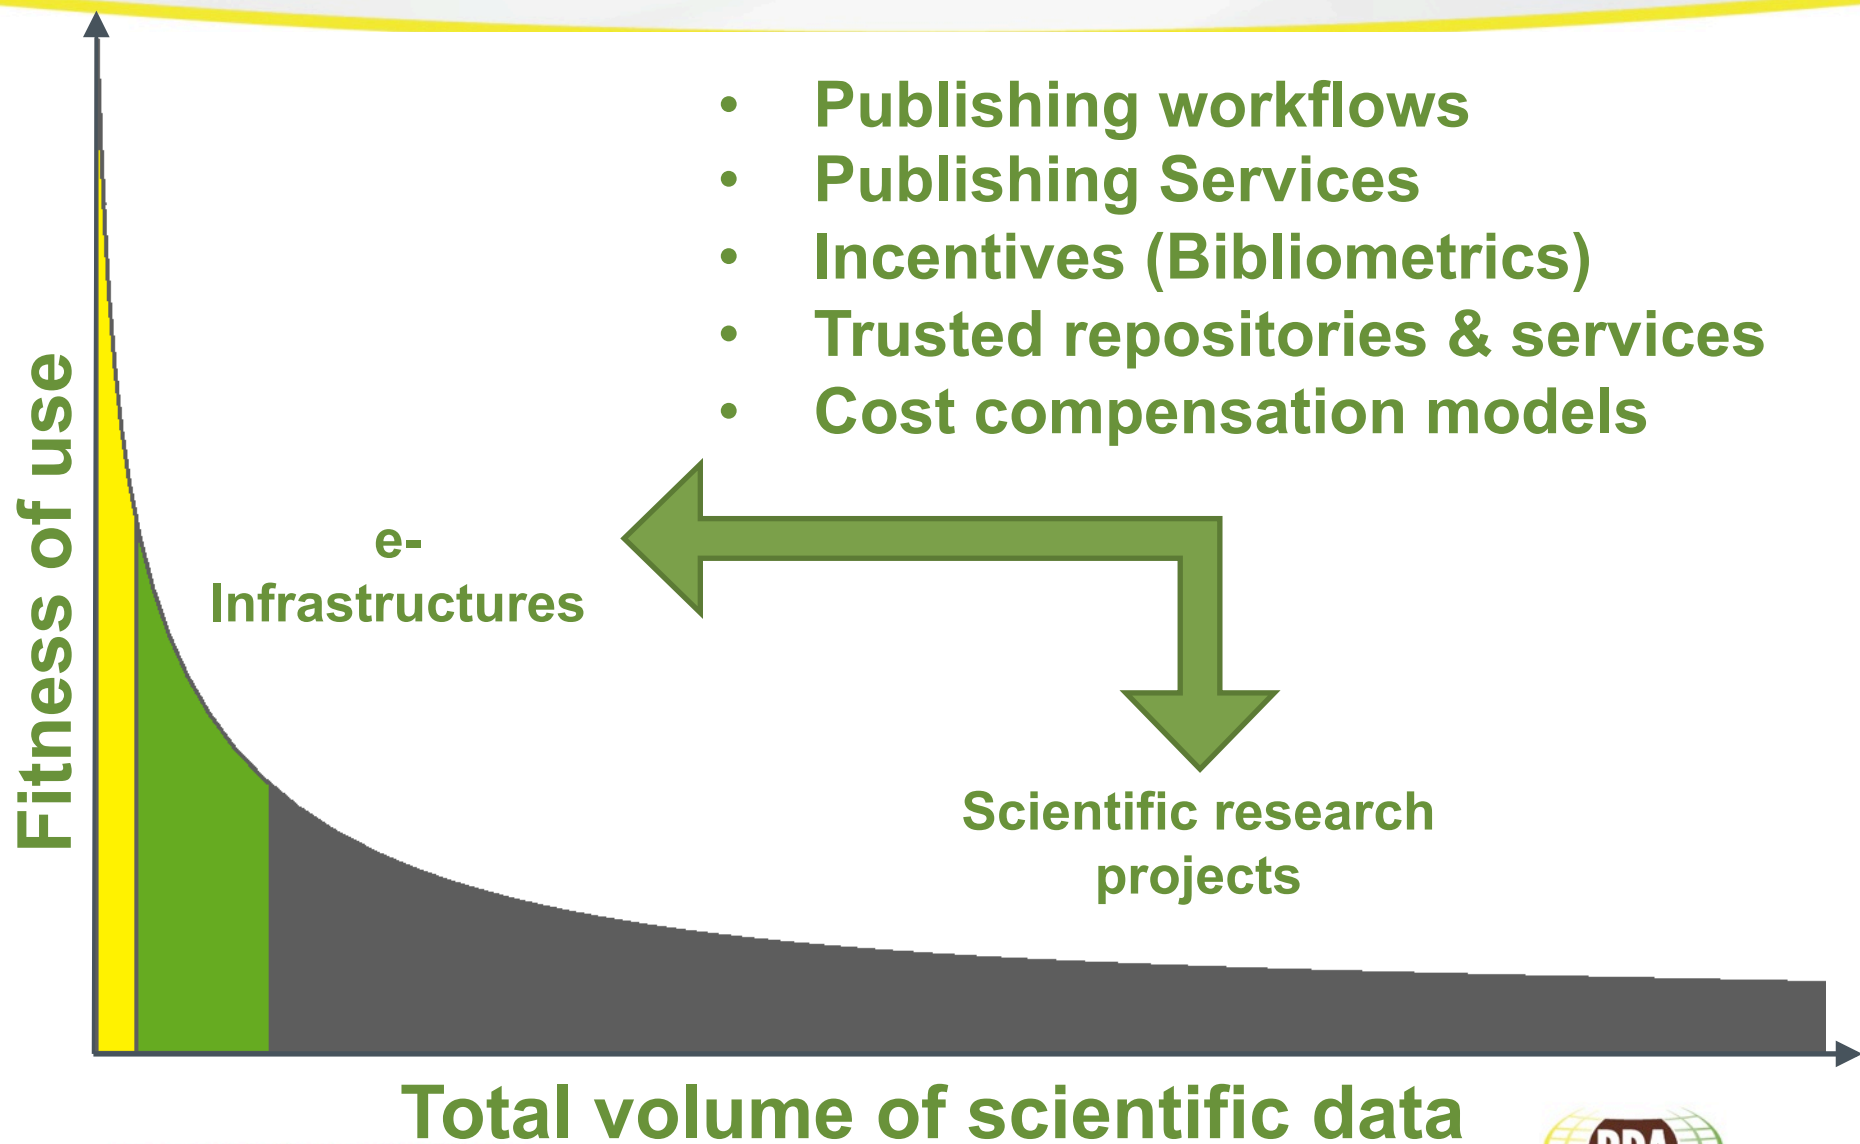 • Publishing workflows
• Publishing Services
• Incentives (Bibliometrics)
• Trusted repositories & services
• Cost compensation models
Fitness of use
e-
Infrastructures
Scientific research
projects
Total volume of scientific data
RDA